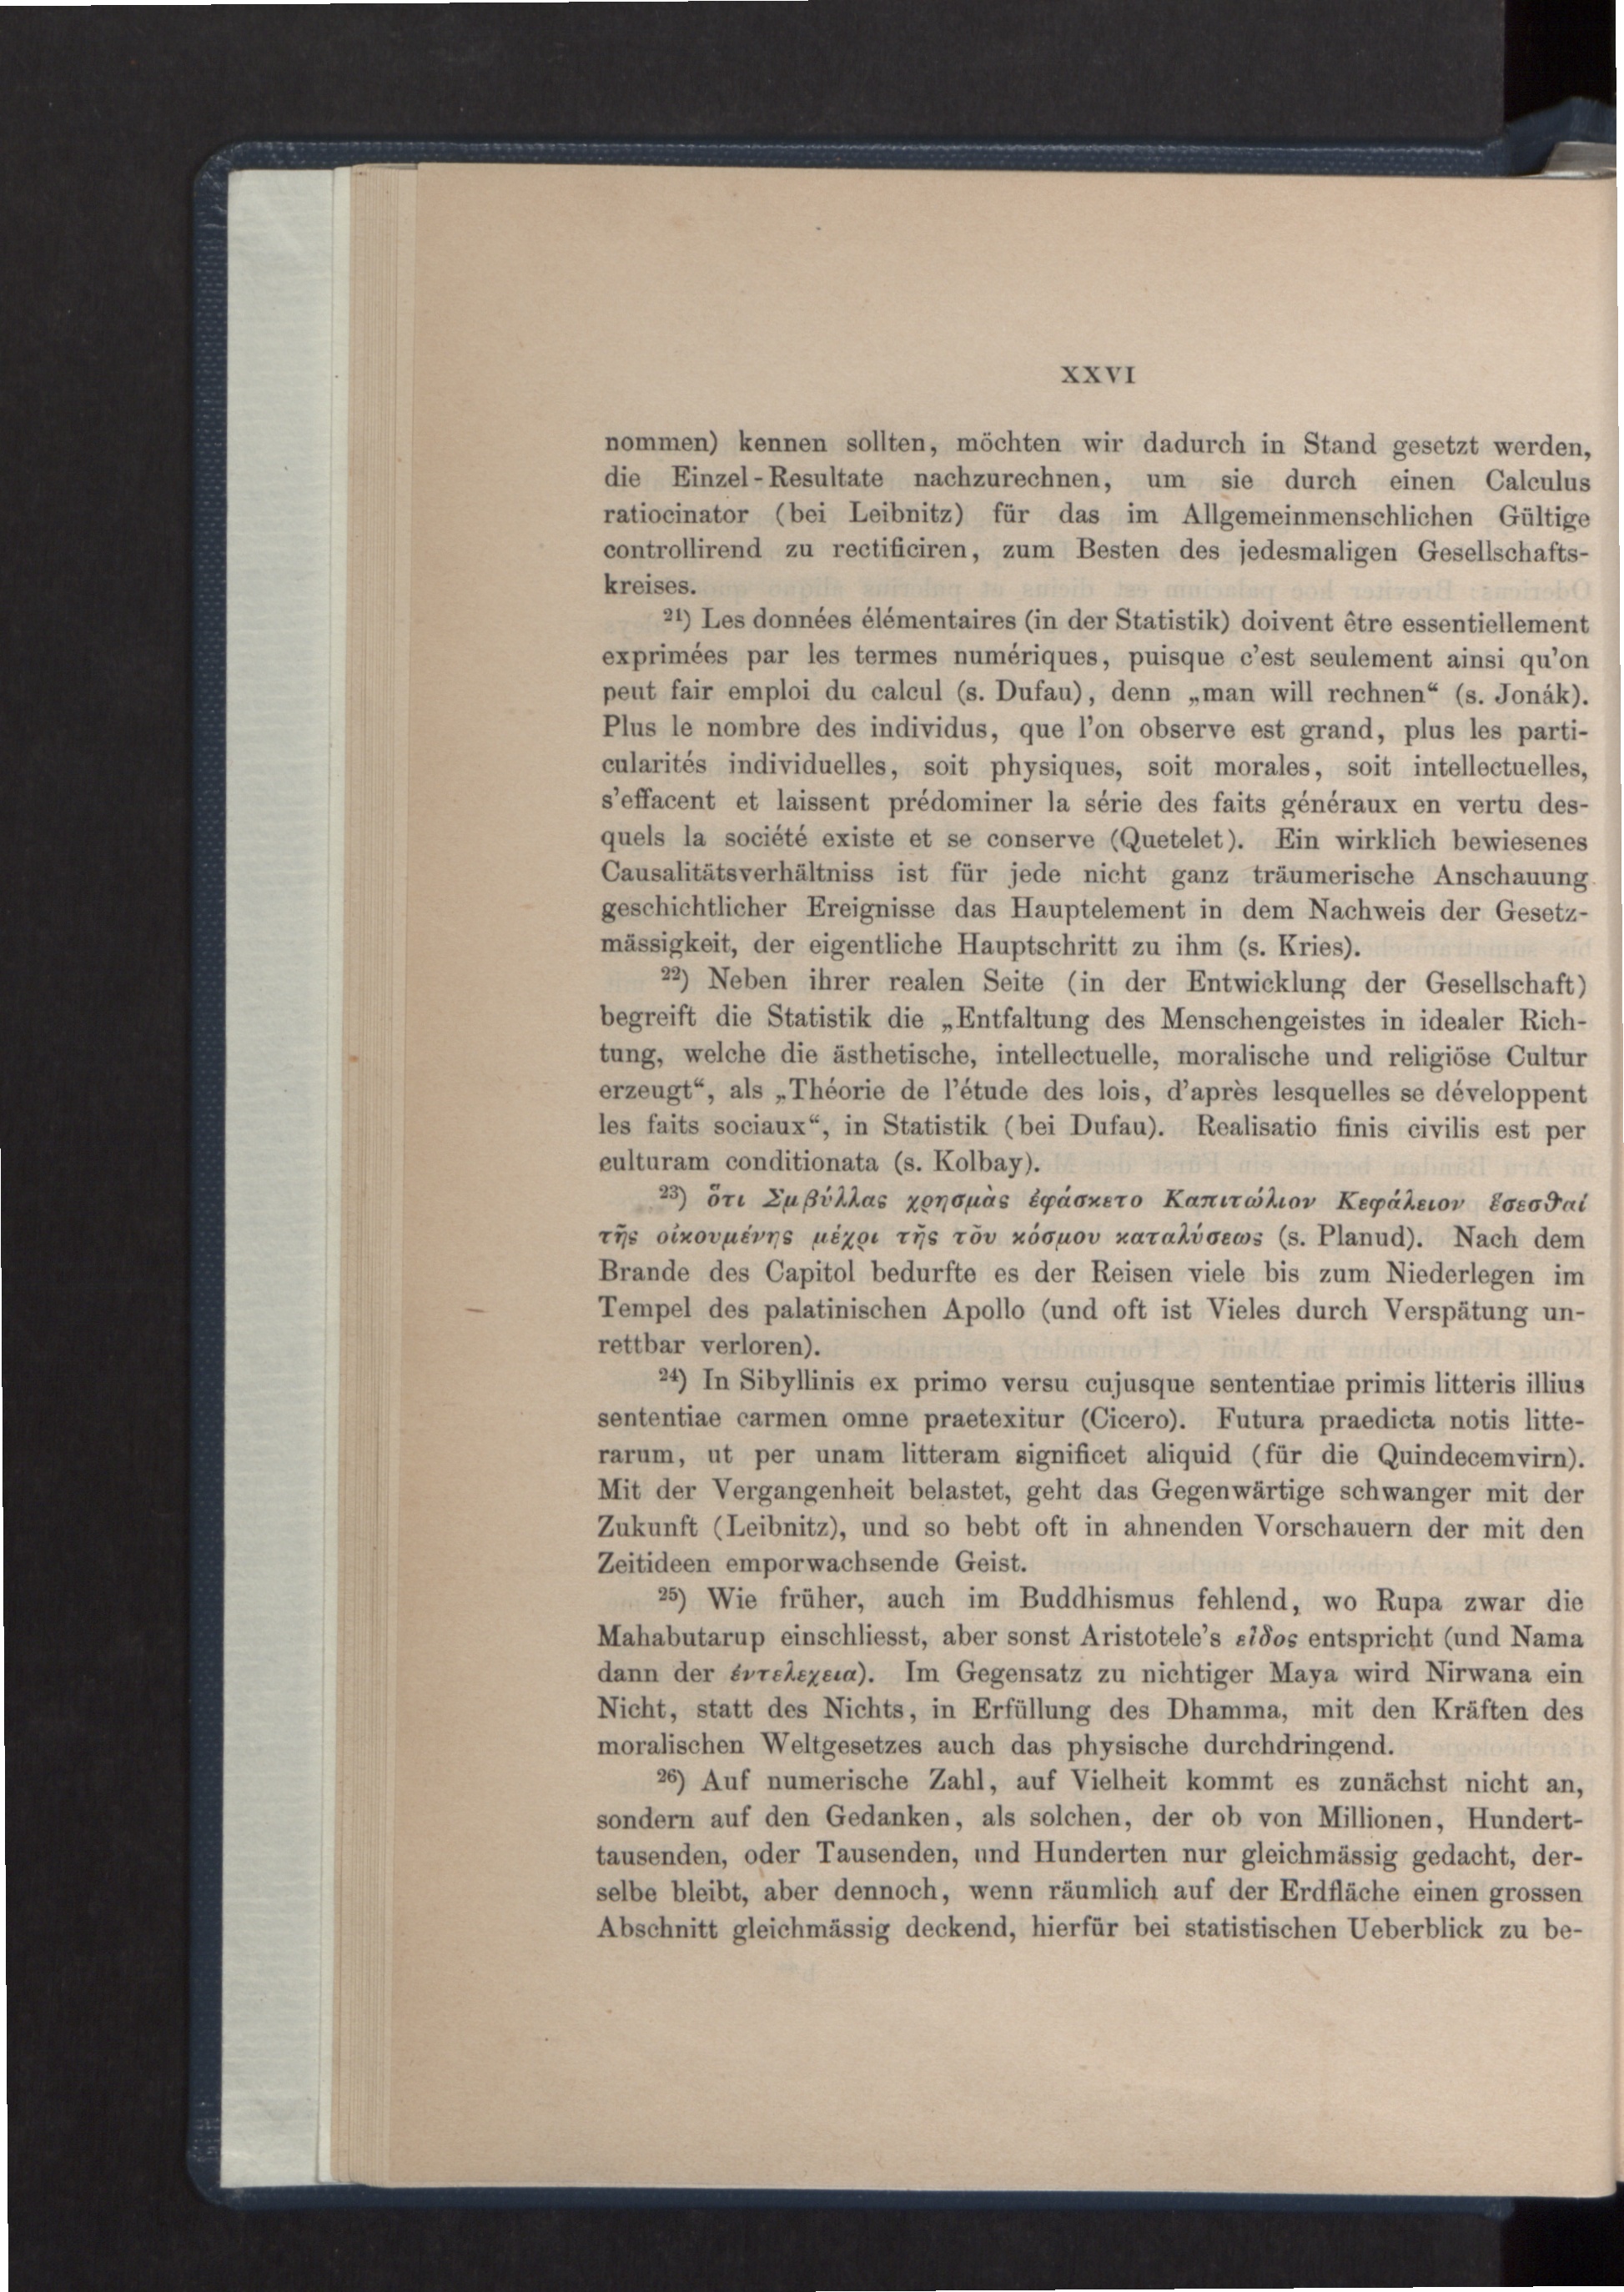 XXVI
nommen) kennen sollten, möchten wir dadurch in Stand gesetzt werden,
die Einzel-Resultate nachzurechnen, um sie durch einen Calculus
ratiocinator (bei Leibnitz) für das im Allgemeinmenschlichen Gültige
controllirend zu rectificiren, zum Besten des jedesmaligen Gesellschafts-
kreises.
21) Les données élémentaires (in der Statistik) doivent être essentiellement
exprimées par les termes numériques, puisque c'est seulement ainsi qu'on
peut fair emploi du calcul (s. Dufau), denn „man will rechnen“ (s. Jonák).
Plus le nombre des individus, que l'on observe est grand, plus les parti-
cularités individuelles, soit physiques, soit morales, soit intellectuelles,
s'effacent et laissent prédominer la série des faits généraux en vertu des-
quels la société existe et se conserve (Quetelet). Ein wirklich bewiesenes
Causalitätsverhältniss ist für jede nicht ganz träumerische Anschauung
geschichtlicher Ereignisse das Hauptelement in dem Nachweis der Gesetz-
mässigkeit, der eigentliche Hauptschritt zu ihm (s. Kries).
22) Neben ihrer realen Seite (in der Entwicklung der Gesellschaft)
begreift die Statistik die „Entfaltung des Menschengeistes in idealer Rich-
tung, welche die ästhetische, intellectuelle, moralische und religiöse Cultur
erzeugt“, als „Théorie de l'étude des lois, d'après lesquelles se développent
les faits sociaux“, in Statistik (bei Dufau). Realisatio finis civilis est per
culturam conditionata (s. Kolbay).
23) ὅτι Σμβύλλας χρησμὰς ἐφάσκετο Καπιτώλιον Κεφάλειον ἔσεσθαί
τῆς οἰκουμένης μέχρι τῆς τοῦ κόσμου καταλύσεως (s. Planud). Nach dem
Brande des Capitol bedurfte es der Reisen viele bis zum Niederlegen im
Tempel des palatinischen Apollo (und oft ist Vieles durch Verspätung un-
rettbar verloren).
24) In Sibyllinis ex primo versu cujusque sententiae primis litteris illius
sententiae carmen omne praetexitur (Cicero). Futura praedicta notis litte-
rarum, ut per unam litteram significet aliquid (für die Quindecemvirn).
Mit der Vergangenheit belastet, geht das Gegenwärtige schwanger mit der
Zukunft (Leibnitz), und so bebt oft in ahnenden Vorschauern der mit den
Zeitideen emporwachsende Geist.
25) Wie früher, auch im Buddhismus fehlend, wo Rupa zwar die
Mahabutarup einschliesst, aber sonst Aristotele's εἶδος entspricht (und Nama
dann der ἐντελεχεια). Im Gegensatz zu nichtiger Maya wird Nirwana ein
Nicht, statt des Nichts, in Erfüllung des Dhamma, mit den Kräften des
moralischen Weltgesetzes auch das physische durchdringend.
26) Auf numerische Zahl, auf Vielheit kommt es zunächst nicht an,
sondern auf den Gedanken, als solchen, der ob von Millionen, Hundert-
tausenden, oder Tausenden, und Hunderten nur gleichmässig gedacht, der-
selbe bleibt, aber dennoch, wenn räumlich auf der Erdfläche einen grossen
Abschnitt gleichmässig deckend, hierfür bei statistischen Ueberblick zu be-